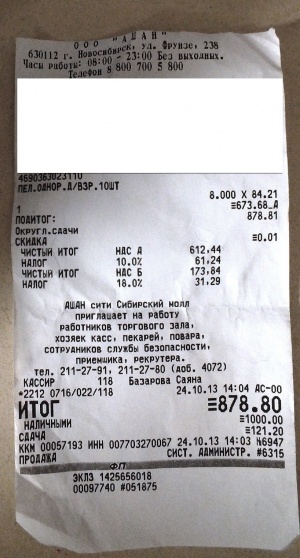 ООО "АШАН"
630112 г. Новосибирск, ул. Фрунзе, 238
Часы работы: 08:00 - 23:00 Без выходных.
Телефон 8 800 700 5 800
4690363023110
ПЕЛ.ОДНОР.Д/ВЗР.10ШТ
8.000 X 84.21
1 ≡673.68_А
ПОДИТОГ: 878.81
Округл.сдачи
СКИДКА ≡0.01
ЧИСТЫЙ ИТОГ НДС А 612,44
НАЛОГ 10.0% 61,24
ЧИСТЫЙ ИТОГ НДС Б 173,84
НАЛОГ 18.0% 31,29
АШАН сити Сибирский молл
приглашает на работу
работников торгового зала,
хозяек касс, пекарей, повара,
сотрудников службы безопасности,
приемщика, рекрутера.
тел. 211-27-91, 211-27-80 (доб. 4072)
КАССИР 118 Базарова Саяна
*2212 0716/022/118 24.10.13 14:04 АС-00
ИТОГ ≡878.80
НАЛИЧНЫМИ ≡1000.00
СДАЧА ≡121.20
ККМ 00057193 ИНН 007703270067 24.10.13 14:03 №6947
ПРОДАЖА СИСТ. АДМИНИСТР. #6315
ФП
ЭКЛЗ 1425656018
00097740 #051875